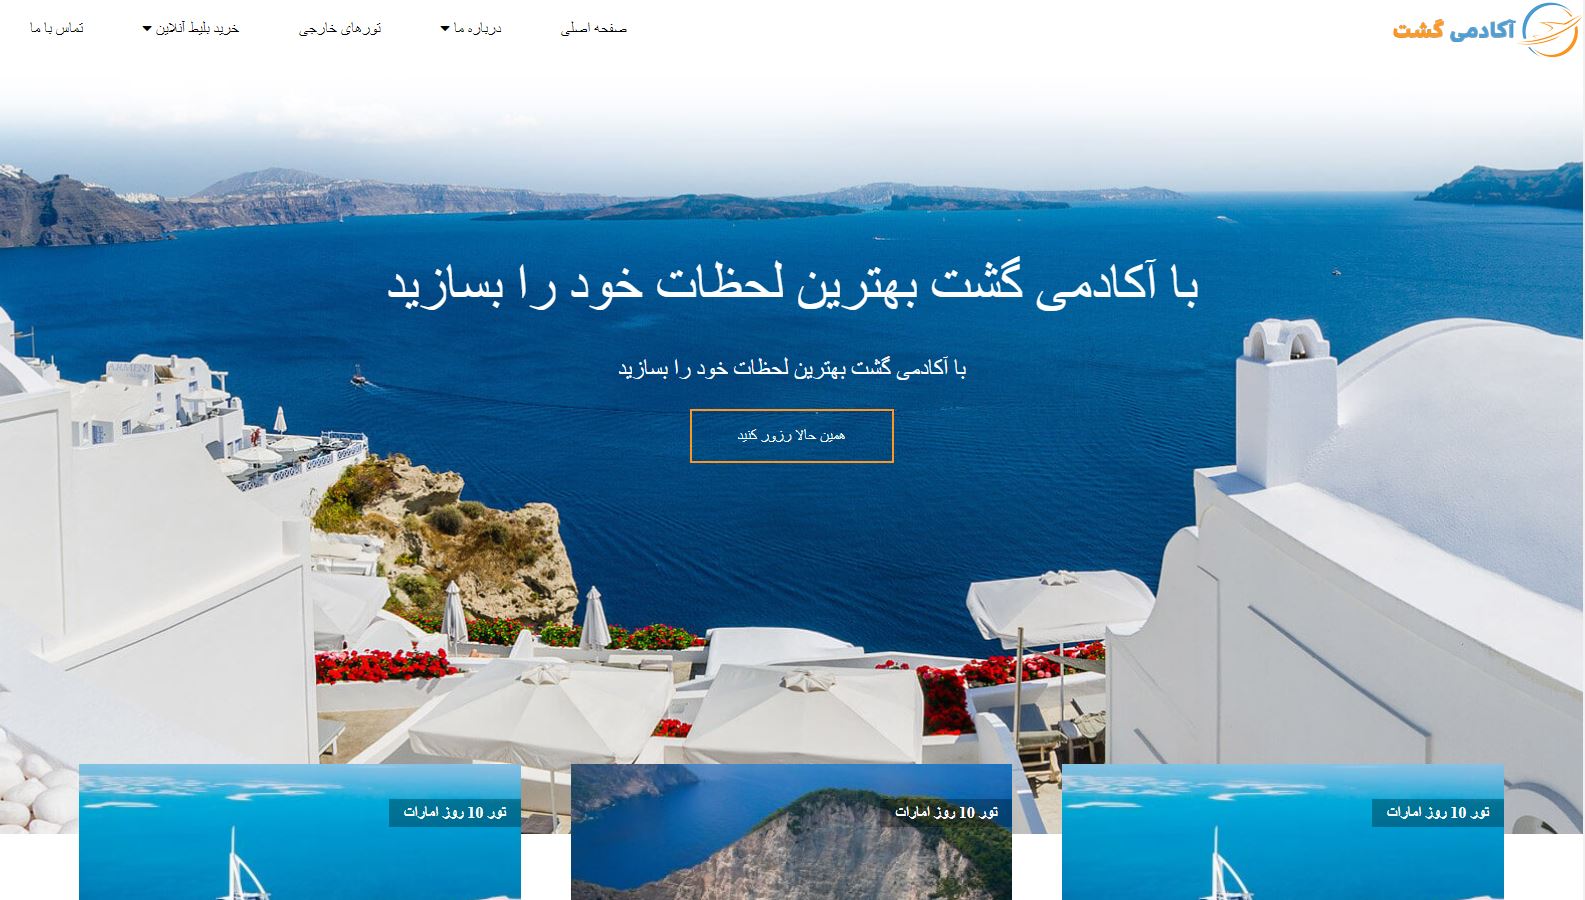 آکادمی گشت
صفحه اصلی
درباره ما
تورهای خارجی
خرید بلیط آنلاین
تماس با ما
با آکادمی گشت بهترین لحظات خود را بسازید
با آکادمی گشت بهترین لحظات خود را بسازید
همین حالا رزور کنید
تور 10 روز امارات
تور 10 روز امارات
تور 10 روز امارات